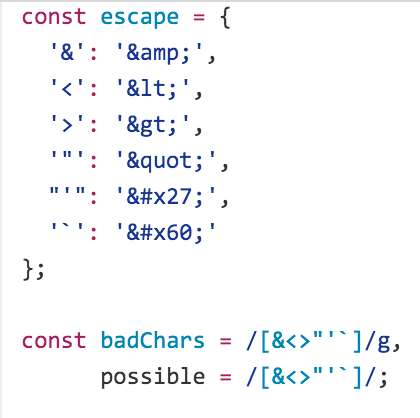 const escape = {
  '&': '&amp;',
  '<': '&lt;',
  '>': '&gt;',
  '"': '&quot;',
  "'": '&#x27;',
  '`': '&#x60;'
};

const badChars = /[&<>"'`]/g,
      possible = /[&<>"'`]/;